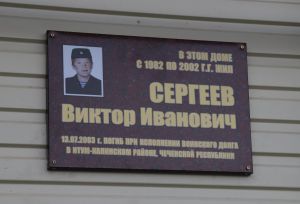 В ЭТОМ ДОМЕ
С 1982 ПО 2002 Г.Г. ЖИЛ
СЕРГЕЕВ
Виктор Иванович
13.07.2003 г. ПОГИБ ПРИ ИСПОЛНЕНИИ ВОИНСКОГО ДОЛГА
В ИТУМ-КАЛИНСКОМ РАЙОНЕ, ЧЕЧЕНСКОЙ РЕСПУБЛИКИ